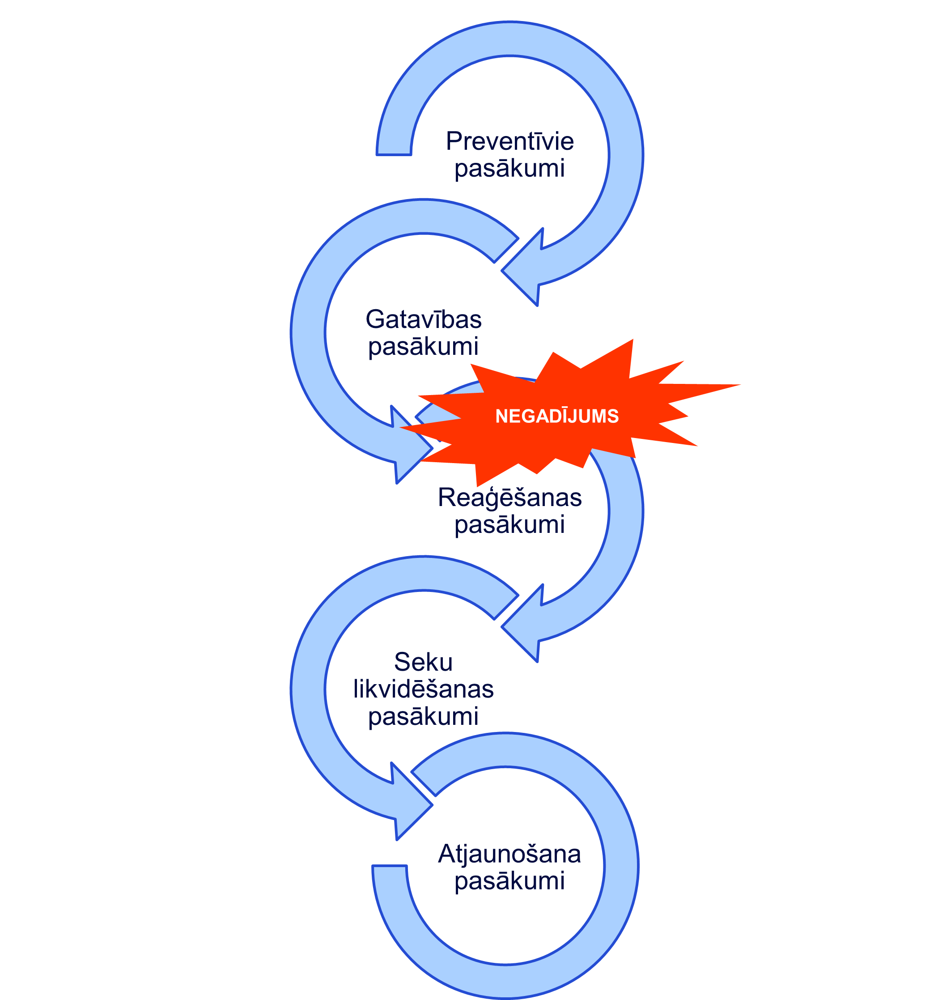 Preventīvie
pasākumi
Gatavības
pasākumi
NEGADĪJUMS
Reaģēšanas
pasākumi
Seku
likvidēšanas
pasākumi
Atjaunošana
pasākumi